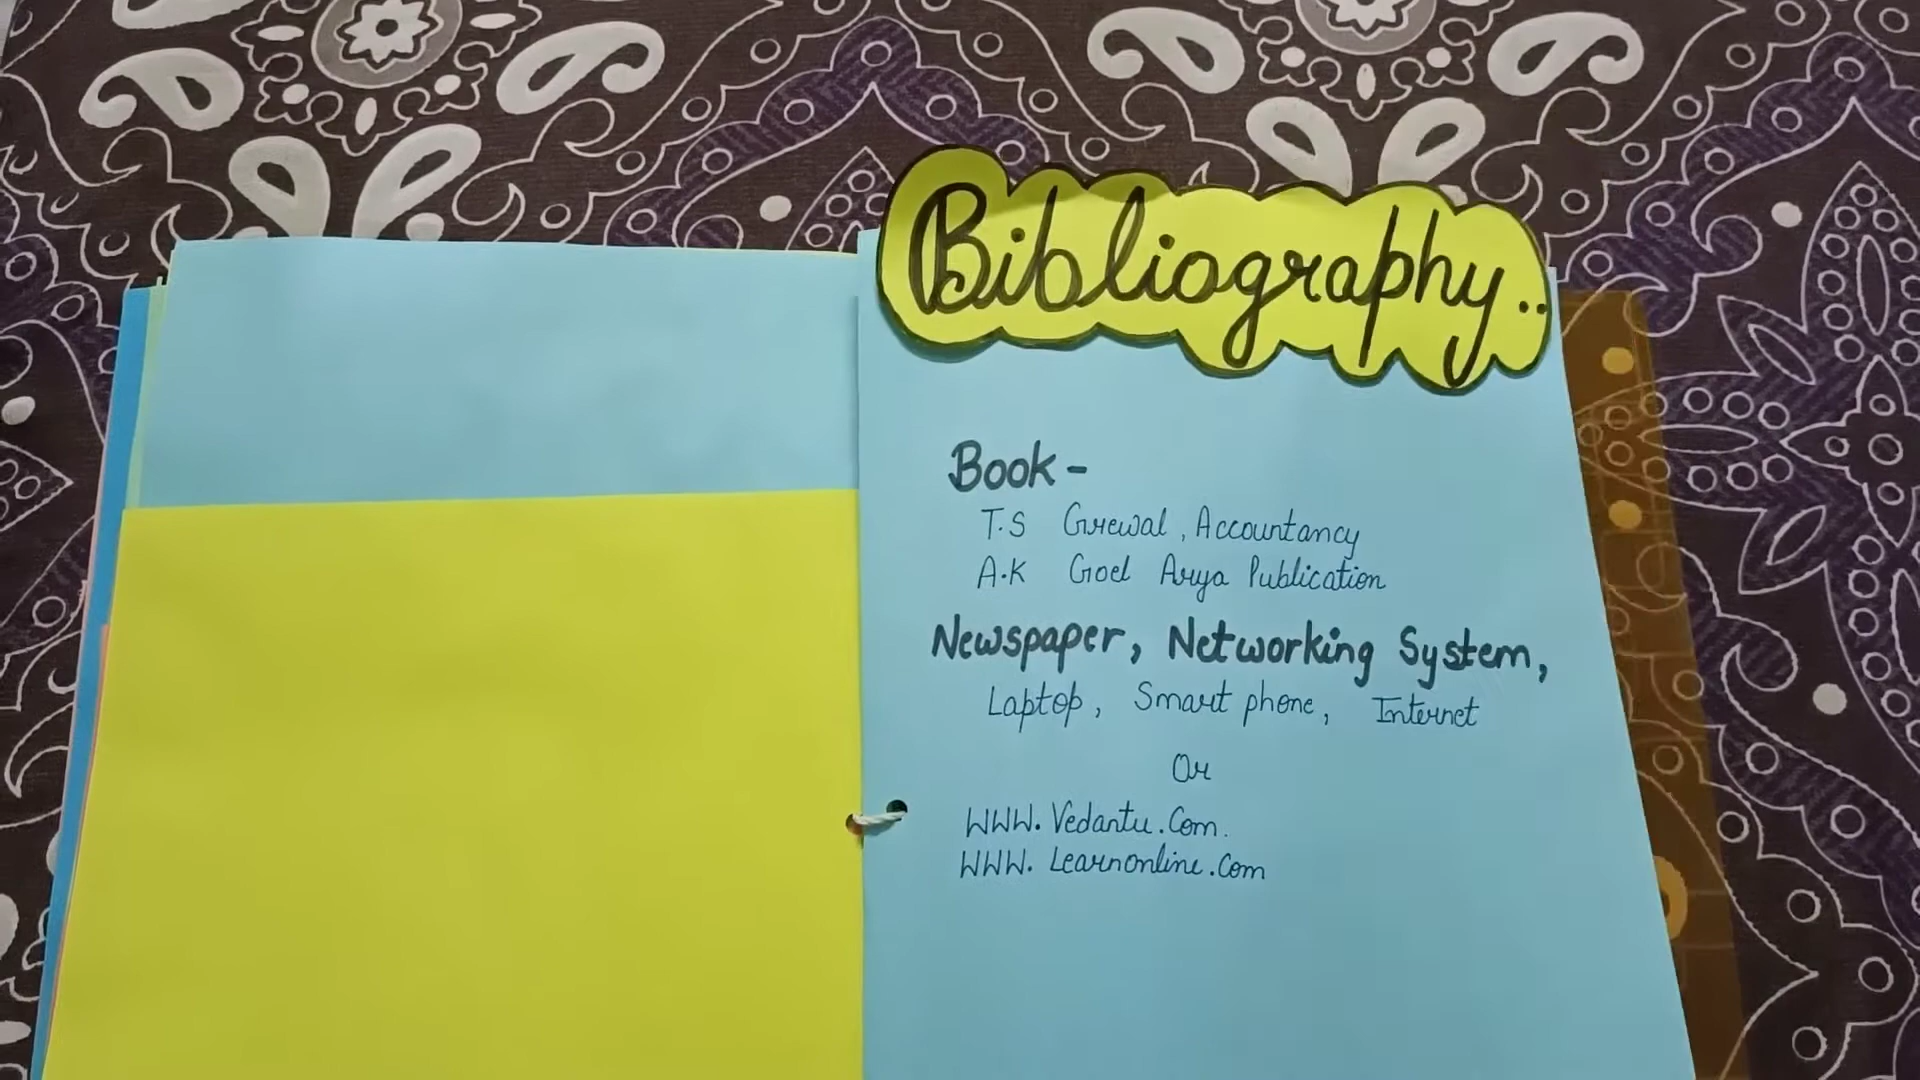 Bibliography..
Book -
T.S Grewal, Accountancy
A.K Goel Arya Publication
Newspaper, Networking System,
Laptop, Smart phone, Internet
Or
WWW. Vedantu.Com.
WWW. Learnonline.Com